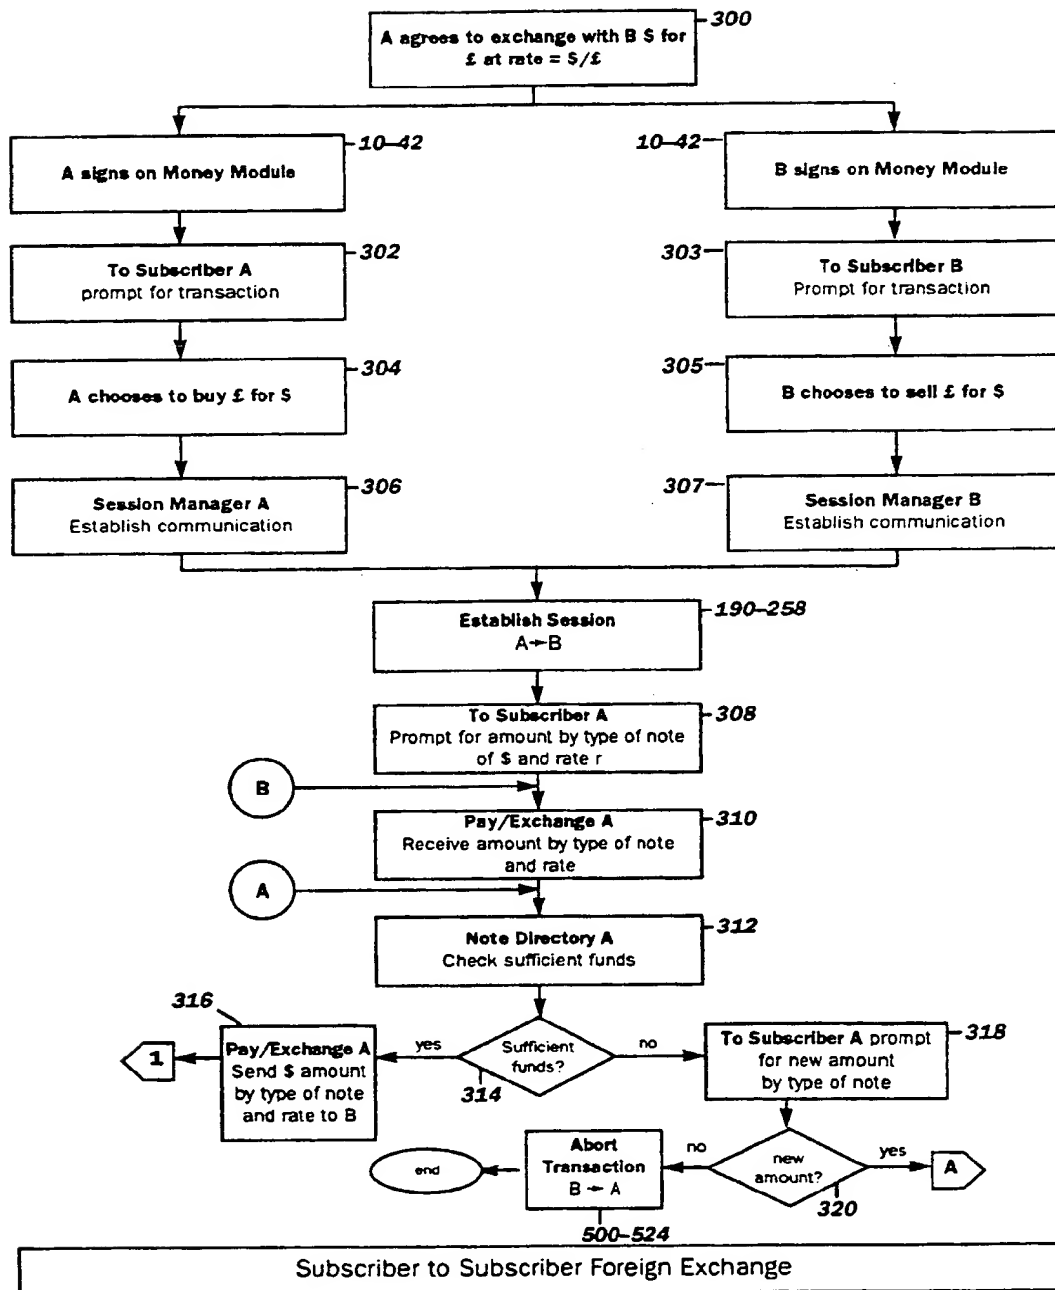 300
A agrees to exchange with B $ for
£ at rate = $/£
10–42
A signs on Money Module
10–42
B signs on Money Module
302
To Subscriber A
prompt for transaction
303
To Subscriber B
Prompt for transaction
304
A chooses to buy £ for $
305
B chooses to sell £ for $
306
Session Manager A
Establish communication
307
Session Manager B
Establish communication
190–258
Establish Session
A→B
308
To Subscriber A
Prompt for amount by type of note
of $ and rate r
B
310
Pay/Exchange A
Receive amount by type of note
and rate
A
312
Note Directory A
Check sufficient funds
316
1
Pay/Exchange A
Send $ amount
by type of note
and rate to B
yes
Sufficient
funds?
314
no
318
To Subscriber A prompt
for new amount
by type of note
end
Abort
Transaction
B → A
500–524
no
new
amount?
320
yes
A
Subscriber to Subscriber Foreign Exchange